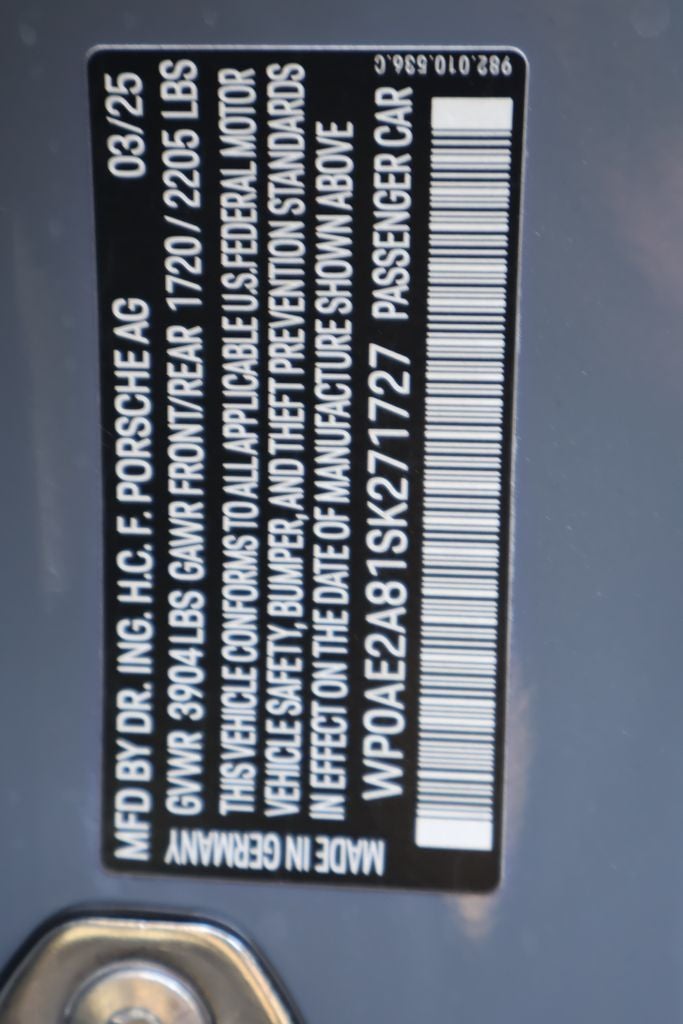 MFD BY DR. ING. H.C. F. PORSCHE AG 03/25
GVWR 3904 LBS GAWR FRONT/REAR 1720 / 2205 LBS
THIS VEHICLE CONFORMS TO ALL APPLICABLE U.S. FEDERAL MOTOR
VEHICLE SAFETY, BUMPER, AND THEFT PREVENTION STANDARDS
IN EFFECT ON THE DATE OF MANUFACTURE SHOWN ABOVE
WP0AE2A81SK271727 PASSENGER CAR
MADE IN GERMANY
982.010.536.C